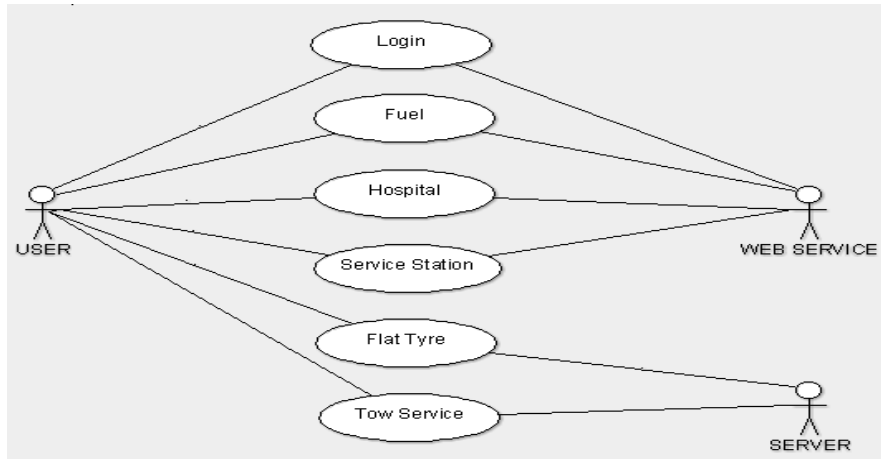 Login
Fuel
Hospital
USER
WEB SERVICE
Service Station
Flat Tyre
Tow Service
SERVER